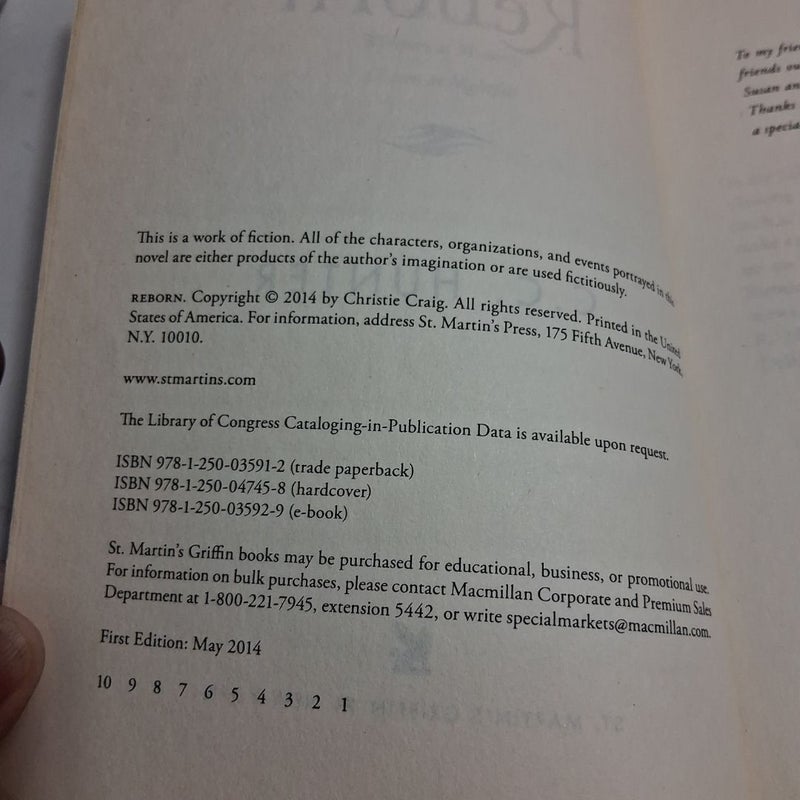 This is a work of fiction. All of the characters, organizations, and events portrayed in this
novel are either products of the author's imagination or are used fictitiously.
REBORN. Copyright © 2014 by Christie Craig. All rights reserved. Printed in the United
States of America. For information, address St. Martin's Press, 175 Fifth Avenue, New York,
N.Y. 10010.
www.stmartins.com
The Library of Congress Cataloging-in-Publication Data is available upon request.
ISBN 978-1-250-03591-2 (trade paperback)
ISBN 978-1-250-04745-8 (hardcover)
ISBN 978-1-250-03592-9 (e-book)
St. Martin's Griffin books may be purchased for educational, business, or promotional use.
For information on bulk purchases, please contact Macmillan Corporate and Premium Sales
Department at 1-800-221-7945, extension 5442, or write specialmarkets@macmillan.com.
First Edition: May 2014
10 9 8 7 6 5 4 3 2 1
To my
friends
Susan
Thanks
a